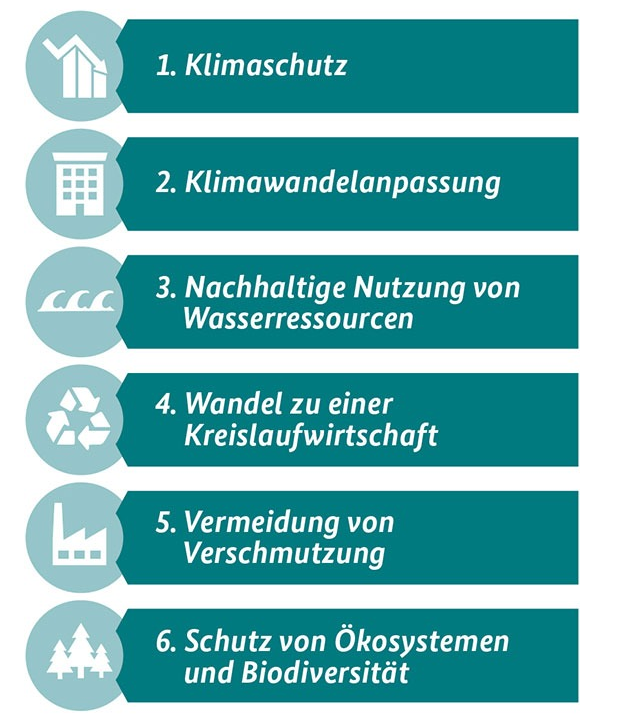 1. Klimaschutz
2. Klimawandelanpassung
3. Nachhaltige Nutzung von
Wasserressourcen
4. Wandel zu einer
Kreislaufwirtschaft
5. Vermeidung von
Verschmutzung
6. Schutz von Ökosystemen
und Biodiversität